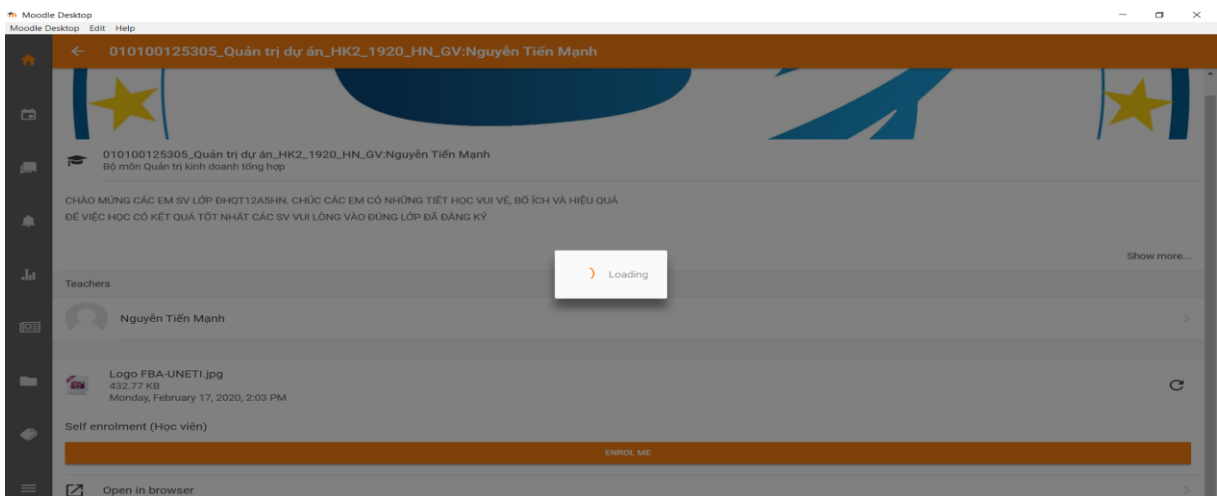 Moodle Desktop
Moodle Desktop Edit Help
010100125305_Quản trị dự án_HK2_1920_HN_GV:Nguyễn Tiến Mạnh
010100125305_Quản trị dự án_HK2_1920_HN_GV:Nguyễn Tiến Mạnh
Bộ môn Quản trị kinh doanh tổng hợp
CHÀO MỪNG CÁC EM SV LỚP ĐHQT12A5HN. CHÚC CÁC EM CÓ NHỮNG TIẾT HỌC VUI VẺ, BỔ ÍCH VÀ HIỆU QUẢ
ĐỂ VIỆC HỌC CÓ KẾT QUẢ TỐT NHẤT CÁC SV VUI LÒNG VÀO ĐÚNG LỚP ĐÃ ĐĂNG KÝ
Show more...
Loading
Teachers
Nguyễn Tiến Mạnh
Logo FBA-UNETI.jpg
432.77 KB
Monday, February 17, 2020, 2:03 PM
Self enrolment (Học viên)
ENROL ME
Open in browser